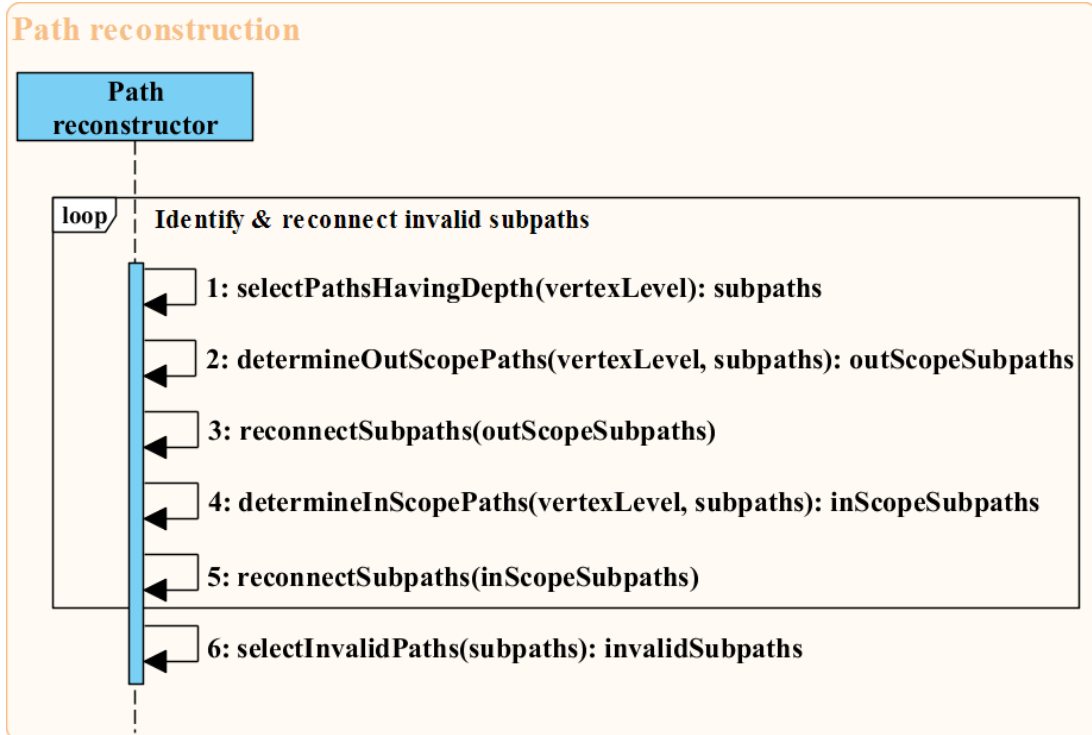 Path reconstruction
Path
reconstructor
loop
Identify & reconnect invalid subpaths
1: selectPathsHavingDepth(vertexLevel): subpaths
2: determineOutScopePaths(vertexLevel, subpaths): outScopeSubpaths
3: reconnectSubpaths(outScopeSubpaths)
4: determineInScopePaths(vertexLevel, subpaths): inScopeSubpaths
5: reconnectSubpaths(inScopeSubpaths)
6: selectInvalidPaths(subpaths): invalidSubpaths